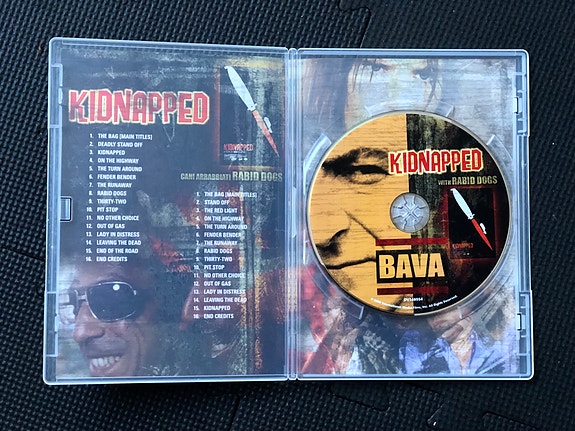 KIDNAPPED
1. THE BAG [MAIN TITLES]
2. DEADLY STAND OFF
3. KIDNAPPED
4. ON THE HIGHWAY
5. THE TURN AROUND
6. FENDER BENDER
7. THE RUNAWAY
8. RABID DOGS
9. THIRTY-TWO
10. PIT STOP
11. NO OTHER CHOICE
12. OUT OF GAS
13. LADY IN DISTRESS
14. LEAVING THE DEAD
15. END OF THE ROAD
16. END CREDITS
KIDNAPPED
CANI ARRABBIATI RABID DOGS
1. THE BAG [MAIN TITLES]
2. STAND OFF
3. THE RED LIGHT
4. ON THE HIGHWAY
5. THE TURN AROUND
6. FENDER BENDER
7. THE RUNAWAY
8. RABID DOGS
9. THIRTY-TWO
10. PIT STOP
11. NO OTHER CHOICE
12. OUT OF GAS
13. LADY IN DISTRESS
14. LEAVING THE DEAD
15. KIDNAPPED
16. END CREDITS
KIDNAPPED
WITH RABID DOGS
KIDNAPPED
BAVA
All Rights Reserved.